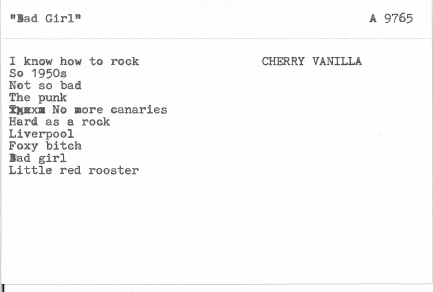 "Bad Girl" A 9765
I know how to rock CHERRY VANILLA
So 1950s
Not so bad
The punk
No more canaries
Hard as a rock
Liverpool
Foxy bitch
Bad girl
Little red rooster